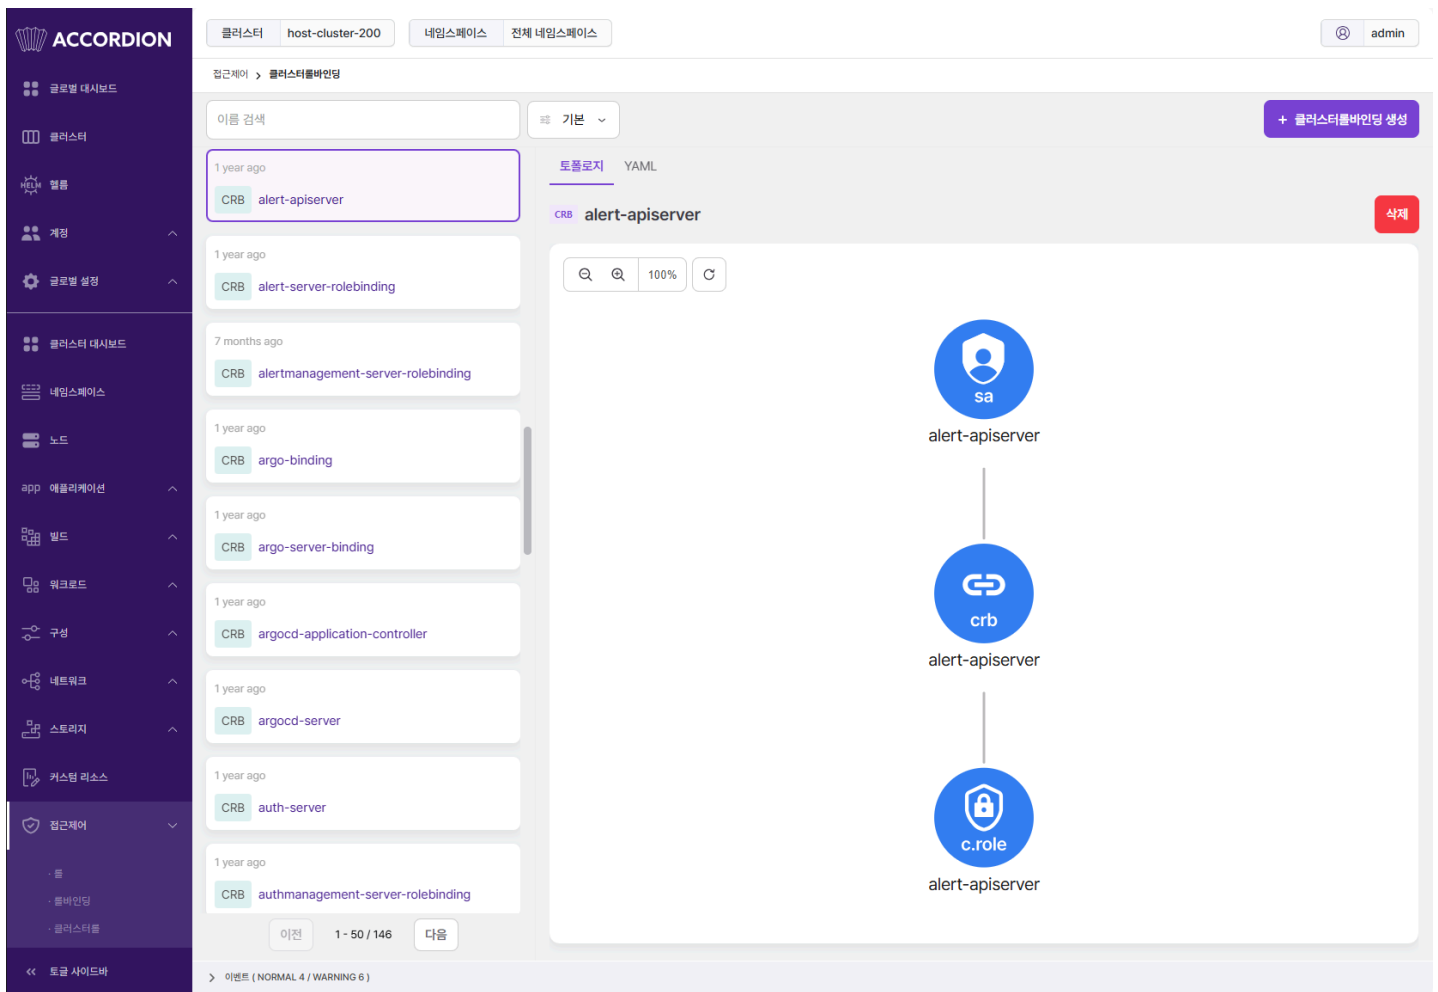 ACCORDION
클러스터 host-cluster-200 네임스페이스 전체 네임스페이스 admin
접근제어 > 클러스터롤바인딩
글로벌 대시보드
클러스터
HELM 헬름
계정
글로벌 설정
클러스터 대시보드
네임스페이스
노드
app 애플리케이션
빌드
워크로드
구성
네트워크
스토리지
커스텀 리소스
접근제어
· 롤
· 롤바인딩
· 클러스터롤
토글 사이드바
이름 검색 기본 + 클러스터롤바인딩 생성
1 year ago
CRB alert-apiserver
1 year ago
CRB alert-server-rolebinding
7 months ago
CRB alertmanagement-server-rolebinding
1 year ago
CRB argo-binding
1 year ago
CRB argo-server-binding
1 year ago
CRB argocd-application-controller
1 year ago
CRB argocd-server
1 year ago
CRB auth-server
1 year ago
CRB authmanagement-server-rolebinding
이전 1 - 50 / 146 다음
토폴로지 YAML
CRB alert-apiserver 삭제
100%
sa
alert-apiserver
crb
alert-apiserver
c.role
alert-apiserver
이벤트 ( NORMAL 4 / WARNING 6 )